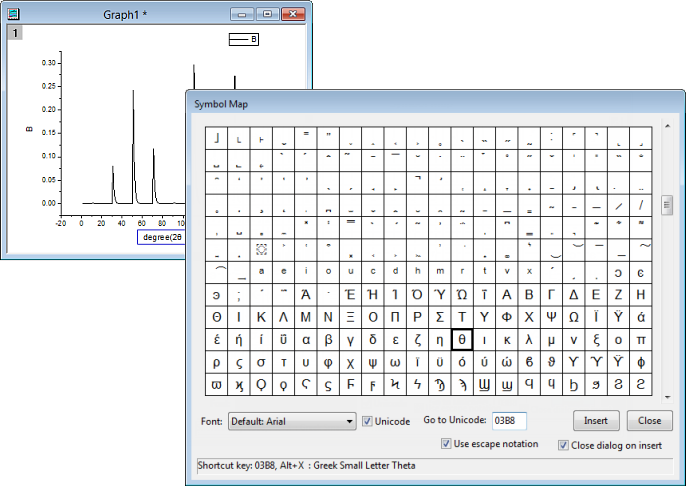 Graph1 *
1
B
0.30
0.25
0.20
0.15
0.10
0.05
0.00
B
-20 0 20 40 60 80 10
degree(2θ
Symbol Map
a e i o u c d h m r t v x ɔ ϵ
϶ ; ΄ ΅ Ά · Έ Ή Ί Ό Ύ Ώ ΐ Α Β Γ Δ Ε Ζ Η
Θ Ι Κ Λ Μ Ν Ξ Ο Π Ρ Σ Τ Υ Φ Χ Ψ Ω Ϊ Ϋ ά
έ ή ί ΰ α β γ δ ε ζ η θ ι κ λ μ ν ξ ο π
ρ ς σ τ υ φ χ ψ ω ϊ ϋ ό ύ ώ ϐ ϑ ϒ ϓ ϔ ϕ
ϖ ϗ Ϙ ϙ Ϛ ϛ Ϝ ϝ Ϟ ϟ Ϡ ϡ Ϣ ϣ Ϥ ϥ Ϧ ϧ Ϩ ϩ
Font: Default: Arial Unicode Go to Unicode: 03B8 Insert Close
Use escape notation Close dialog on insert
Shortcut key: 03B8, Alt+X : Greek Small Letter Theta